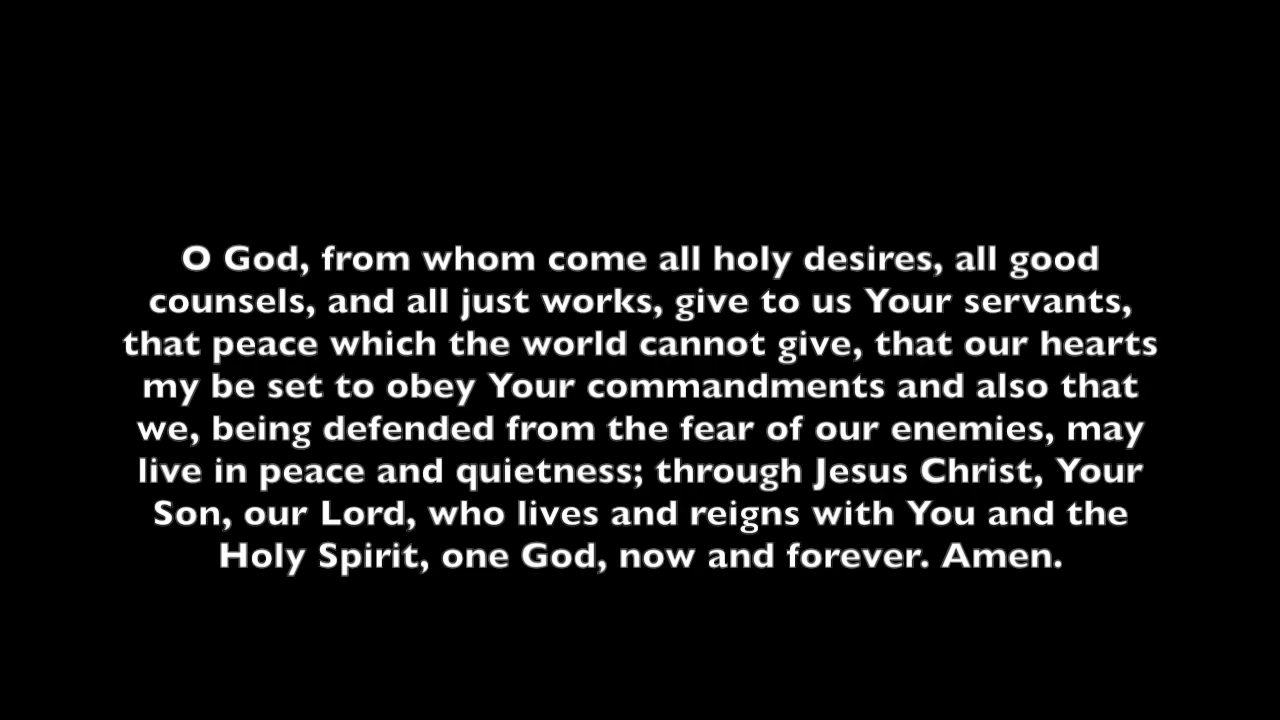 O God, from whom come all holy desires, all good
counsels, and all just works, give to us Your servants,
that peace which the world cannot give, that our hearts
my be set to obey Your commandments and also that
we, being defended from the fear of our enemies, may
live in peace and quietness; through Jesus Christ, Your
Son, our Lord, who lives and reigns with You and the
Holy Spirit, one God, now and forever. Amen.